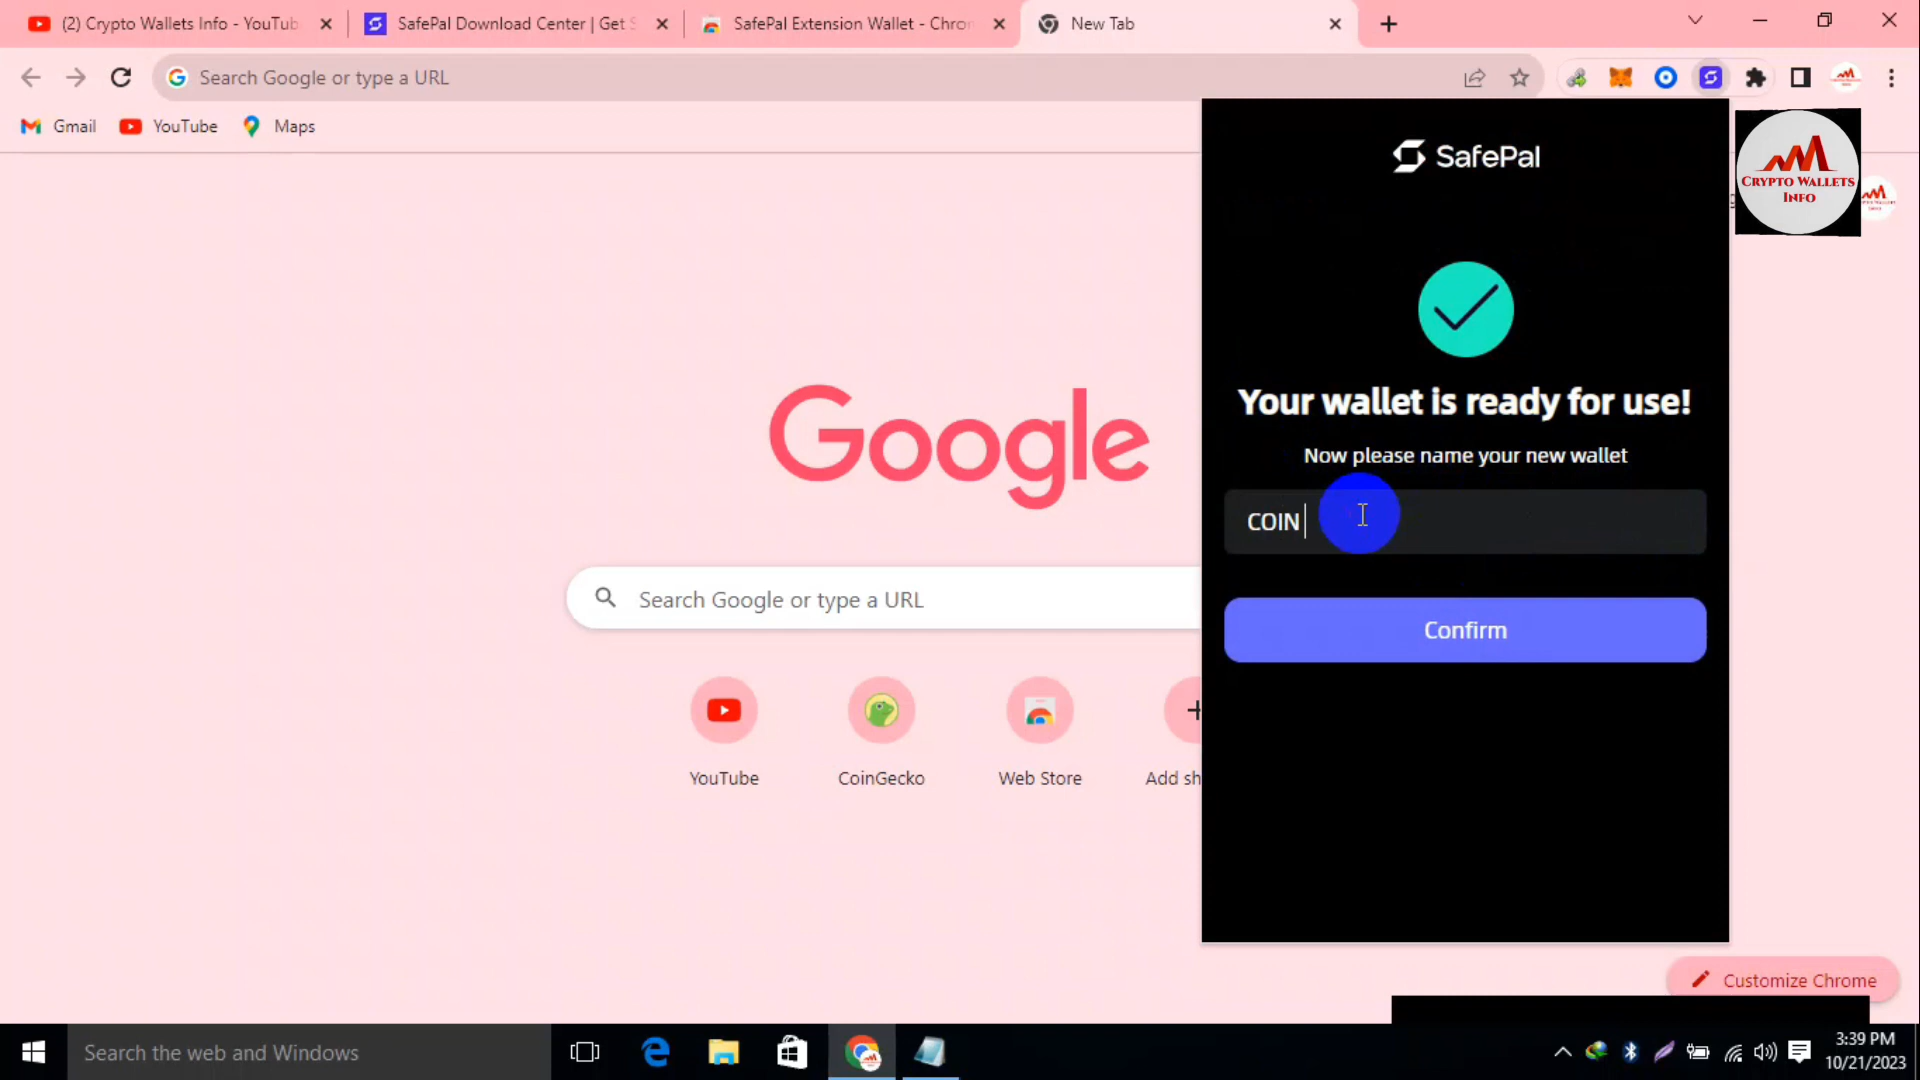 (2) Crypto Wallets Info - YouTub
SafePal Download Center | Get S
SafePal Extension Wallet - Chro
New Tab
Search Google or type a URL
Gmail
YouTube
Maps
SafePal
CRYPTO WALLETS
INFO
Your wallet is ready for use!
Now please name your new wallet
COIN
Confirm
Google
Search Google or type a URL
YouTube
CoinGecko
Web Store
Add sh
Customize Chrome
Search the web and Windows
3:39 PM
10/21/2023